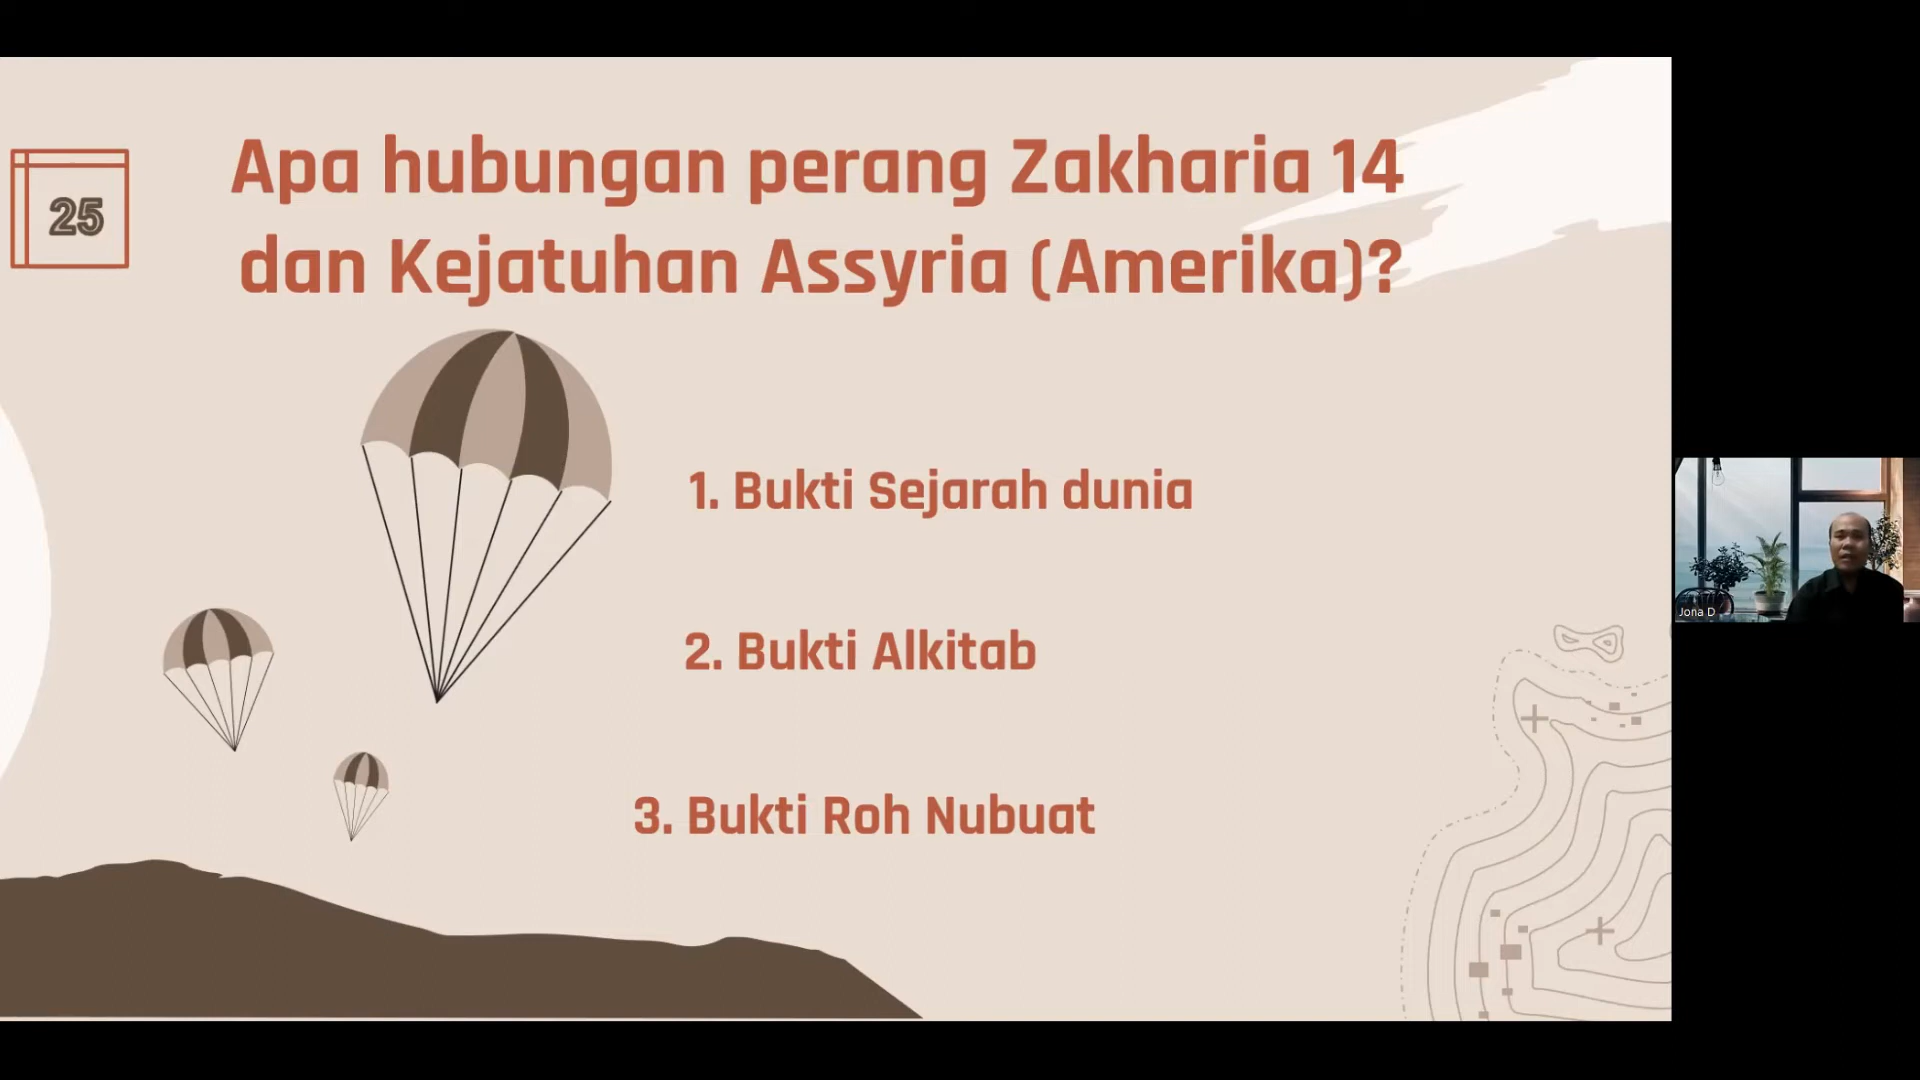 25
Apa hubungan perang Zakharia 14
dan Kejatuhan Assyria (Amerika)?
1. Bukti Sejarah dunia
2. Bukti Alkitab
3. Bukti Roh Nubuat
Jona D